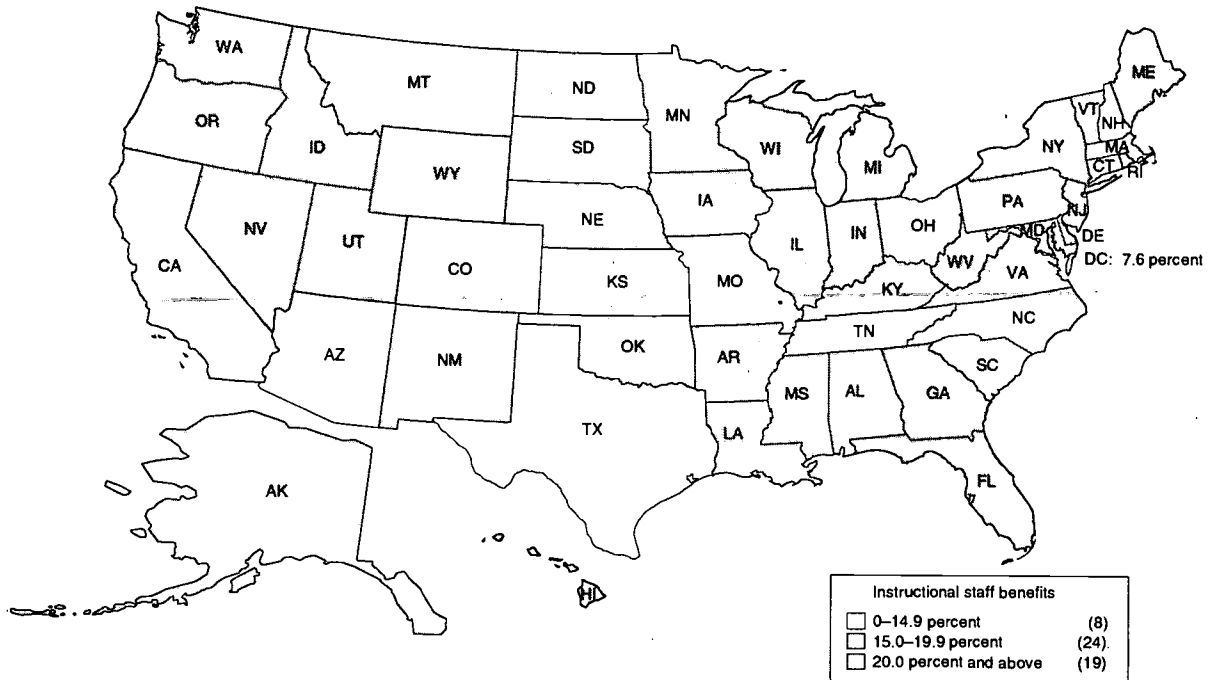 WA
MT
ND
MN
ME
VT
NH
OR
ID
SD
WI
NY
MA
WY
MI
CT
RI
IA
PA
NE
NJ
NV
UT
OH
MD
DE
IL
IN
CA
CO
WV
DC: 7.6 percent
KS
MO
VA
KY
NC
TN
AZ
NM
OK
AR
SC
MS
AL
GA
TX
LA
AK
FL
HI
Instructional staff benefits
0–14.9 percent (8)
15.0–19.9 percent (24)
20.0 percent and above (19)